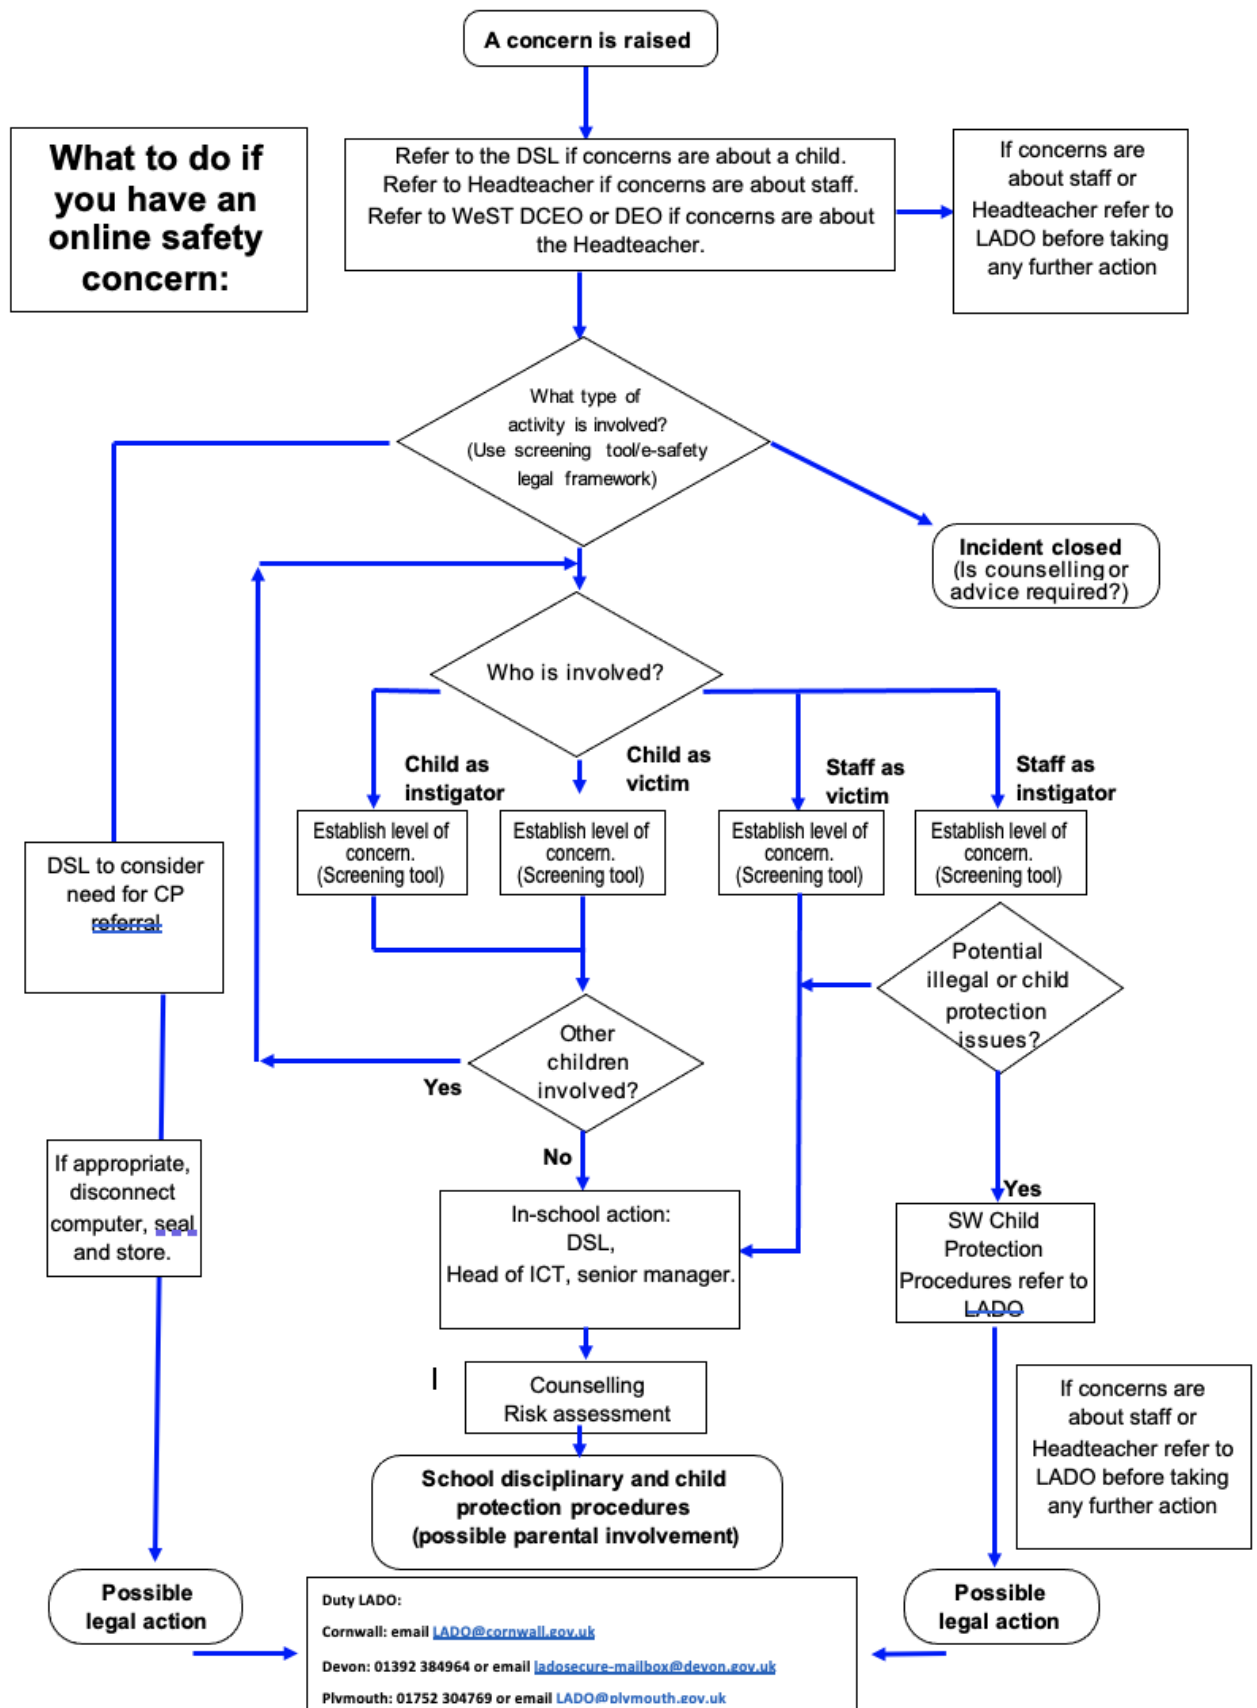 A concern is raised
What to do if
you have an
online safety
concern:
Refer to the DSL if concerns are about a child.
Refer to Headteacher if concerns are about staff.
Refer to WeST DCEO or DEO if concerns are about
the Headteacher.
If concerns are
about staff or
Headteacher refer to
LADO before taking
any further action
What type of
activity is involved?
(Use screening tool/e-safety
legal framework)
Incident closed
(Is counselling or
advice required?)
Who is involved?
Child as
instigator
Child as
victim
Staff as
victim
Staff as
instigator
Establish level of
concern.
(Screening tool)
Establish level of
concern.
(Screening tool)
Establish level of
concern.
(Screening tool)
Establish level of
concern.
(Screening tool)
DSL to consider
need for CP
referral
Potential
illegal or child
protection
issues?
Other
children
involved?
Yes
No
If appropriate,
disconnect
computer, seal
and store.
In-school action:
DSL,
Head of ICT, senior manager.
Yes
SW Child
Protection
Procedures refer to
LADO
Counselling
Risk assessment
If concerns are
about staff or
Headteacher refer to
LADO before taking
any further action
School disciplinary and child
protection procedures
(possible parental involvement)
Possible
legal action
Possible
legal action
Duty LADO:
Cornwall: email LADO@cornwall.gov.uk
Devon: 01392 384964 or email ladosecure-mailbox@devon.gov.uk
Plymouth: 01752 304769 or email LADO@plymouth.gov.uk